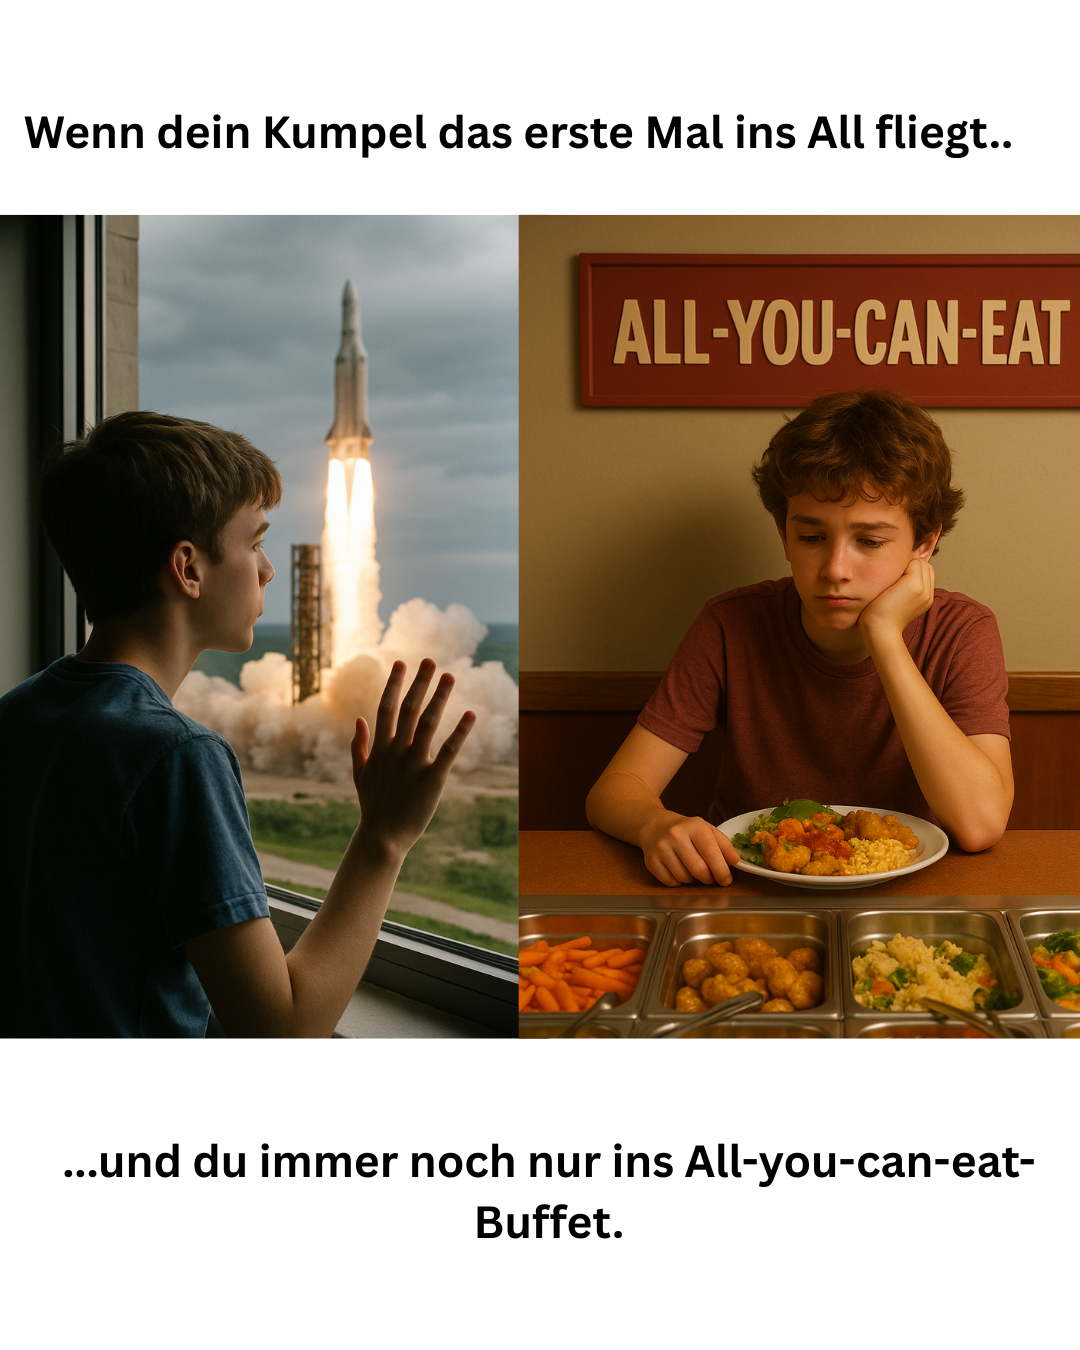 Wenn dein Kumpel das erste Mal ins All fliegt..
ALL-YOU-CAN-EAT
...und du immer noch nur ins All-you-can-eat-
Buffet.